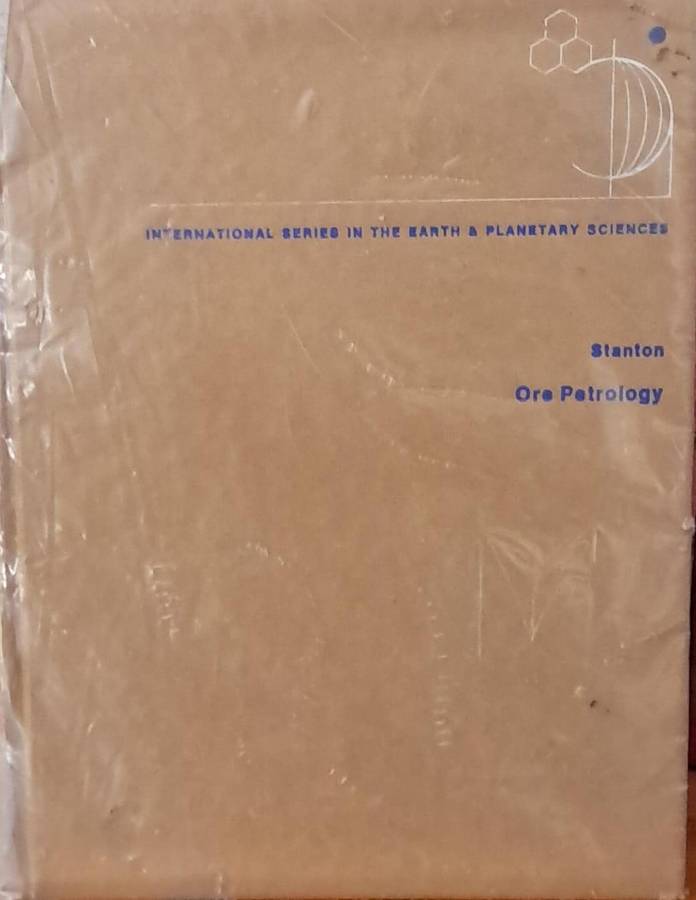 INTERNATIONAL SERIES IN THE EARTH & PLANETARY SCIENCES
Stanton
Ore Petrology